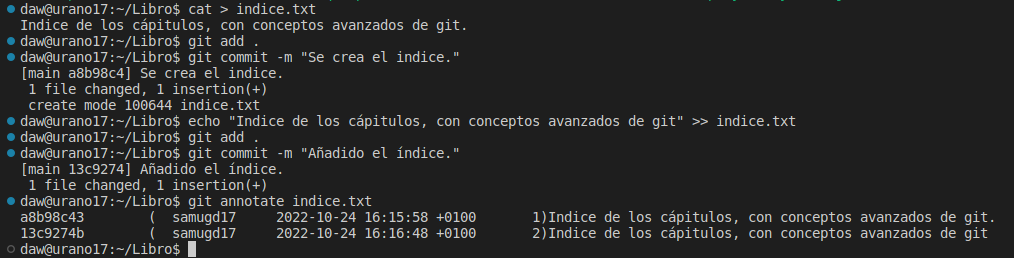 daw@urano17:~/Libro$ cat > indice.txt
Indice de los cápitulos, con conceptos avanzados de git.
daw@urano17:~/Libro$ git add .
daw@urano17:~/Libro$ git commit -m "Se crea el indice."
[main a8b98c4] Se crea el indice.
 1 file changed, 1 insertion(+)
 create mode 100644 indice.txt
daw@urano17:~/Libro$ echo "Indice de los cápitulos, con conceptos avanzados de git" >> indice.txt
daw@urano17:~/Libro$ git add .
daw@urano17:~/Libro$ git commit -m "Añadido el índice."
[main 13c9274] Añadido el índice.
 1 file changed, 1 insertion(+)
daw@urano17:~/Libro$ git annotate indice.txt
a8b98c43        (  samugd17     2022-10-24 16:15:58 +0100       1)Indice de los cápitulos, con conceptos avanzados de git.
13c9274b        (  samugd17     2022-10-24 16:16:48 +0100       2)Indice de los cápitulos, con conceptos avanzados de git
daw@urano17:~/Libro$